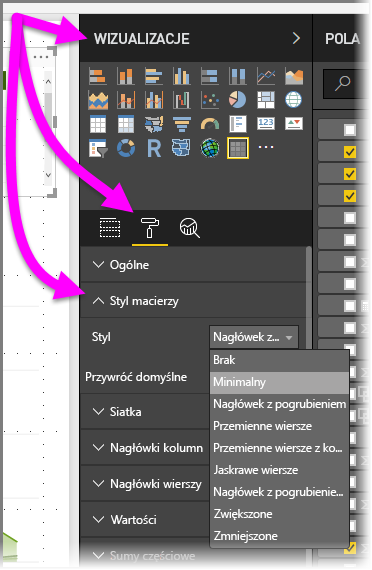 WIZUALIZACJE
POLA
R
123
Ogólne
Styl macierzy
Styl
Nagłówek z...
Brak
Przywróć domyślne
Minimalny
Nagłówek z pogrubieniem
Siatka
Przemienne wiersze
Nagłówki kolumn
Przemienne wiersze z ko...
Jaskrawe wiersze
Nagłówki wierszy
Nagłówek z pogrubienie...
Wartości
Zwiększone
Zmniejszone
Sumy częściowe